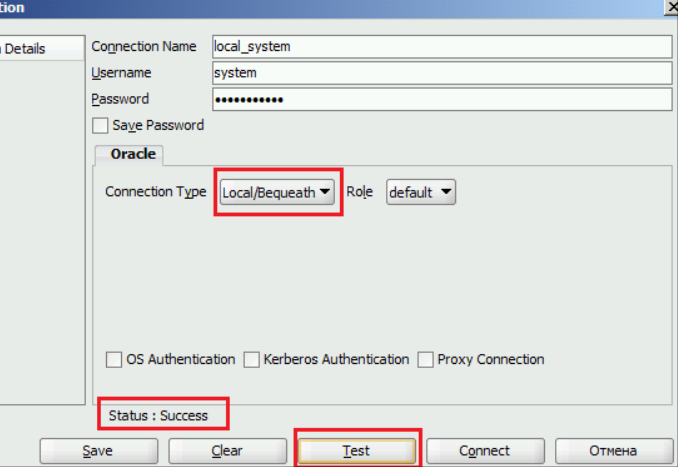 tion
Details
Connection Name local_system
Username system
Password •••••••••••
Save Password
Oracle
Connection Type Local/Bequeath Role default
OS Authentication Kerberos Authentication Proxy Connection
Status : Success
Save Clear Test Connect Отмена